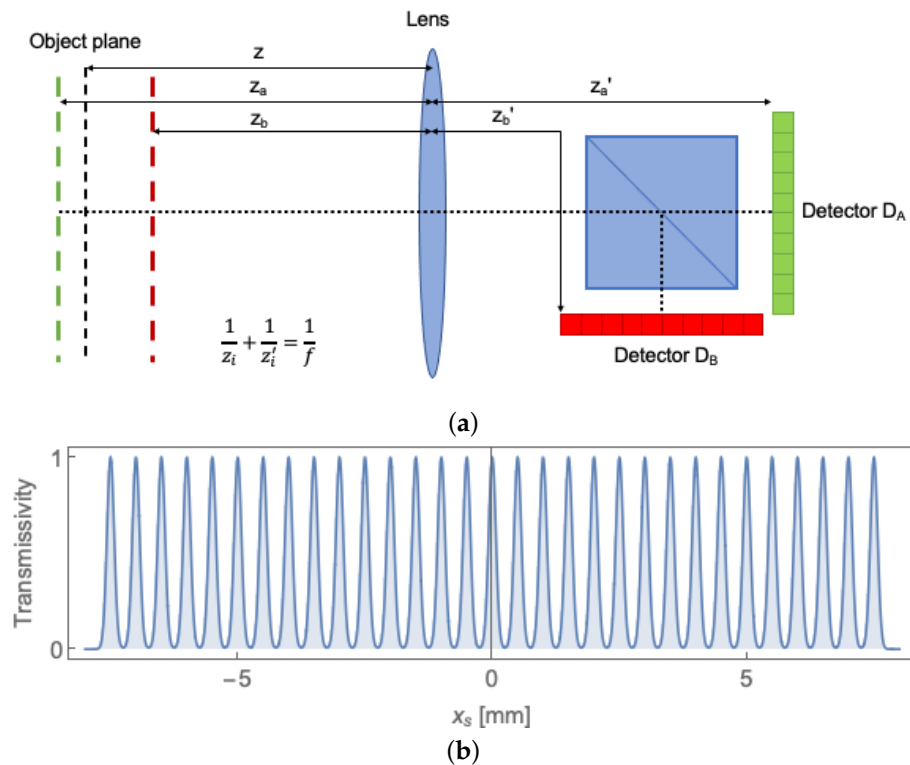 Lens
Object plane
z
z_a
z_a'
z_b
z_b'
Detector D_A
1/z_i + 1/z_i' = 1/f
Detector D_B
(a)
Transmissivity
1
0
−5
0
5
x_s [mm]
(b)